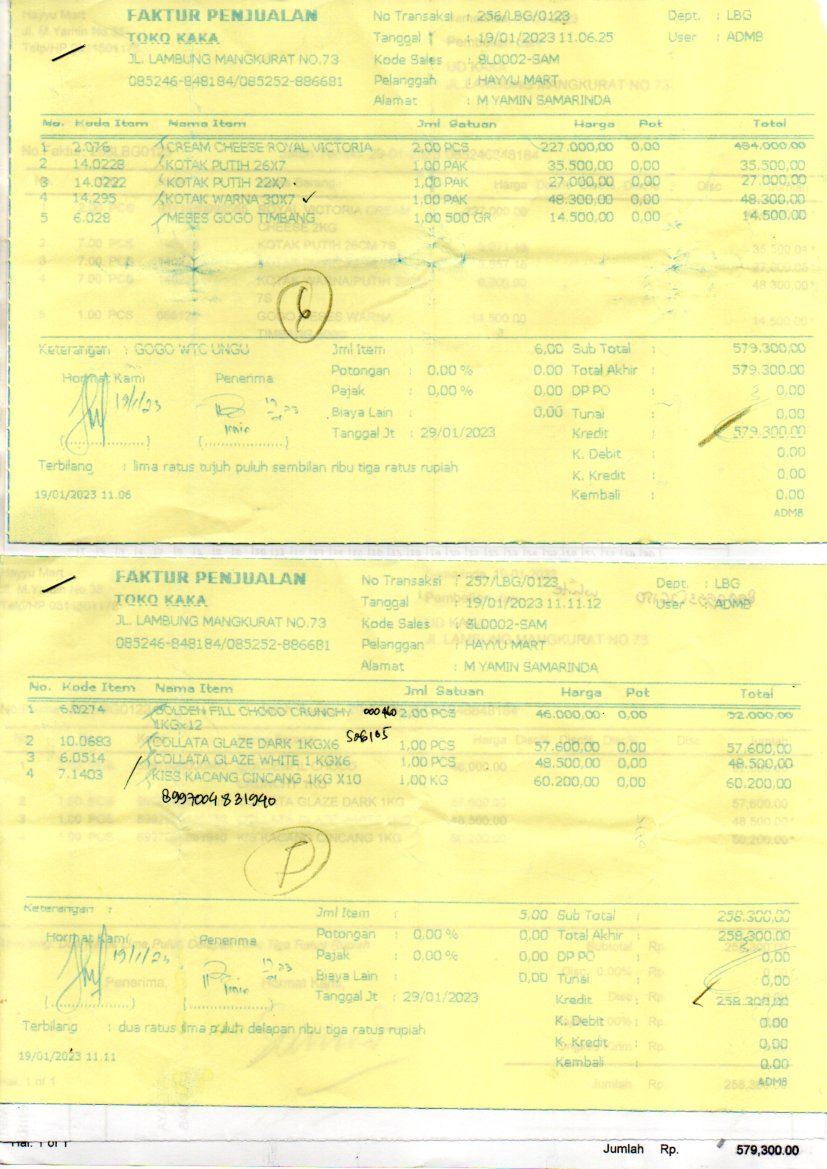 FAKTUR PENJUALAN No Transaksi : 256/LBG/0123 Dept. : LBG
TOKO KAKA Tanggal : 19/01/2023 11.06.25 User : ADMB
JL. LAMBUNG MANGKURAT NO.73 Kode Sales : SL0002-SAM
085246-848184/085252-886681 Pelanggan : HAYYU MART
Alamat : M YAMIN SAMARINDA
No. Kode Item Nama Item Jml Satuan Harga Pot Total
1 2.076 CREAM CHEESE ROYAL VICTORIA 2,00 PCS 227.000,00 0,00 454.000,00
2 14.0228 KOTAK PUTIH 26X7 1,00 PAK 35.500,00 0,00 35.500,00
3 14.0222 KOTAK PUTIH 22X7 1,00 PAK 27.000,00 0,00 27.000,00
4 14.295 KOTAK WARNA 30X7 ✓ 1,00 PAK 48.300,00 0,00 48.300,00
5 6.028 MESES GOGO TIMBANG 1,00 500 GR 14.500,00 0,00 14.500,00
Keterangan : GOGO WTC UNGU Jml Item : 6,00 Sub Total : 579.300,00
Hormat Kami Penerima Potongan : 0,00 % 0.00 Total Akhir : 579.300,00
Pajak : 0,00 % 0,00 DP PO : 0,00
19/1/23 Biaya Lain : 0,00 Tunai : 0,00
Tanggal Jt : 29/01/2023 Kredit : 579.300,00
(....................) (....................) K. Debit : 0,00
Terbilang : lima ratus tujuh puluh sembilan ribu tiga ratus rupiah K. Kredit : 0,00
19/01/2023 11.06 Kembali : 0,00
ADMB
FAKTUR PENJUALAN No Transaksi : 257/LBG/0123 Dept. : LBG
TOKO KAKA Tanggal : 19/01/2023 11.11.12 User : ADMB
JL. LAMBUNG MANGKURAT NO.73 Kode Sales : SL0002-SAM
085246-848184/085252-886681 Pelanggan : HAYYU MART
Alamat : M YAMIN SAMARINDA
No. Kode Item Nama Item Jml Satuan Harga Pot Total
1 6.0274 GOLDEN FILL CHOCO CRUNCHY 2,00 PCS 46.000,00 0,00 92.000,00
1KGx12
2 10.0683 COLLATA GLAZE DARK 1KGX6 1,00 PCS 57.600,00 0,00 57.600,00
3 6.0514 COLLATA GLAZE WHITE 1 KGX6 1,00 PCS 48.500,00 0,00 48.500,00
4 7.1403 KISS KACANG CINCANG 1KG X10 1,00 KG 60.200,00 0,00 60.200,00
8997004831940
Keterangan : Jml Item : 5,00 Sub Total : 258.300,00
Hormat Kami, Penerima Potongan : 0,00 % 0,00 Total Akhir : 258.300,00
19/1/23 Pajak : 0,00 % 0,00 DP PO : 0,00
Biaya Lain : 0,00 Tunai : 0,00
(....................) (....................) Tanggal Jt : 29/01/2023 Kredit : 258.300,00
Terbilang : dua ratus lima puluh delapan ribu tiga ratus rupiah K. Debit : 0,00
K. Kredit : 0,00
19/01/2023 11.11 Kembali : 0,00
ADMB
Hal. 1 of 1 Jumlah Rp. 579,300.00